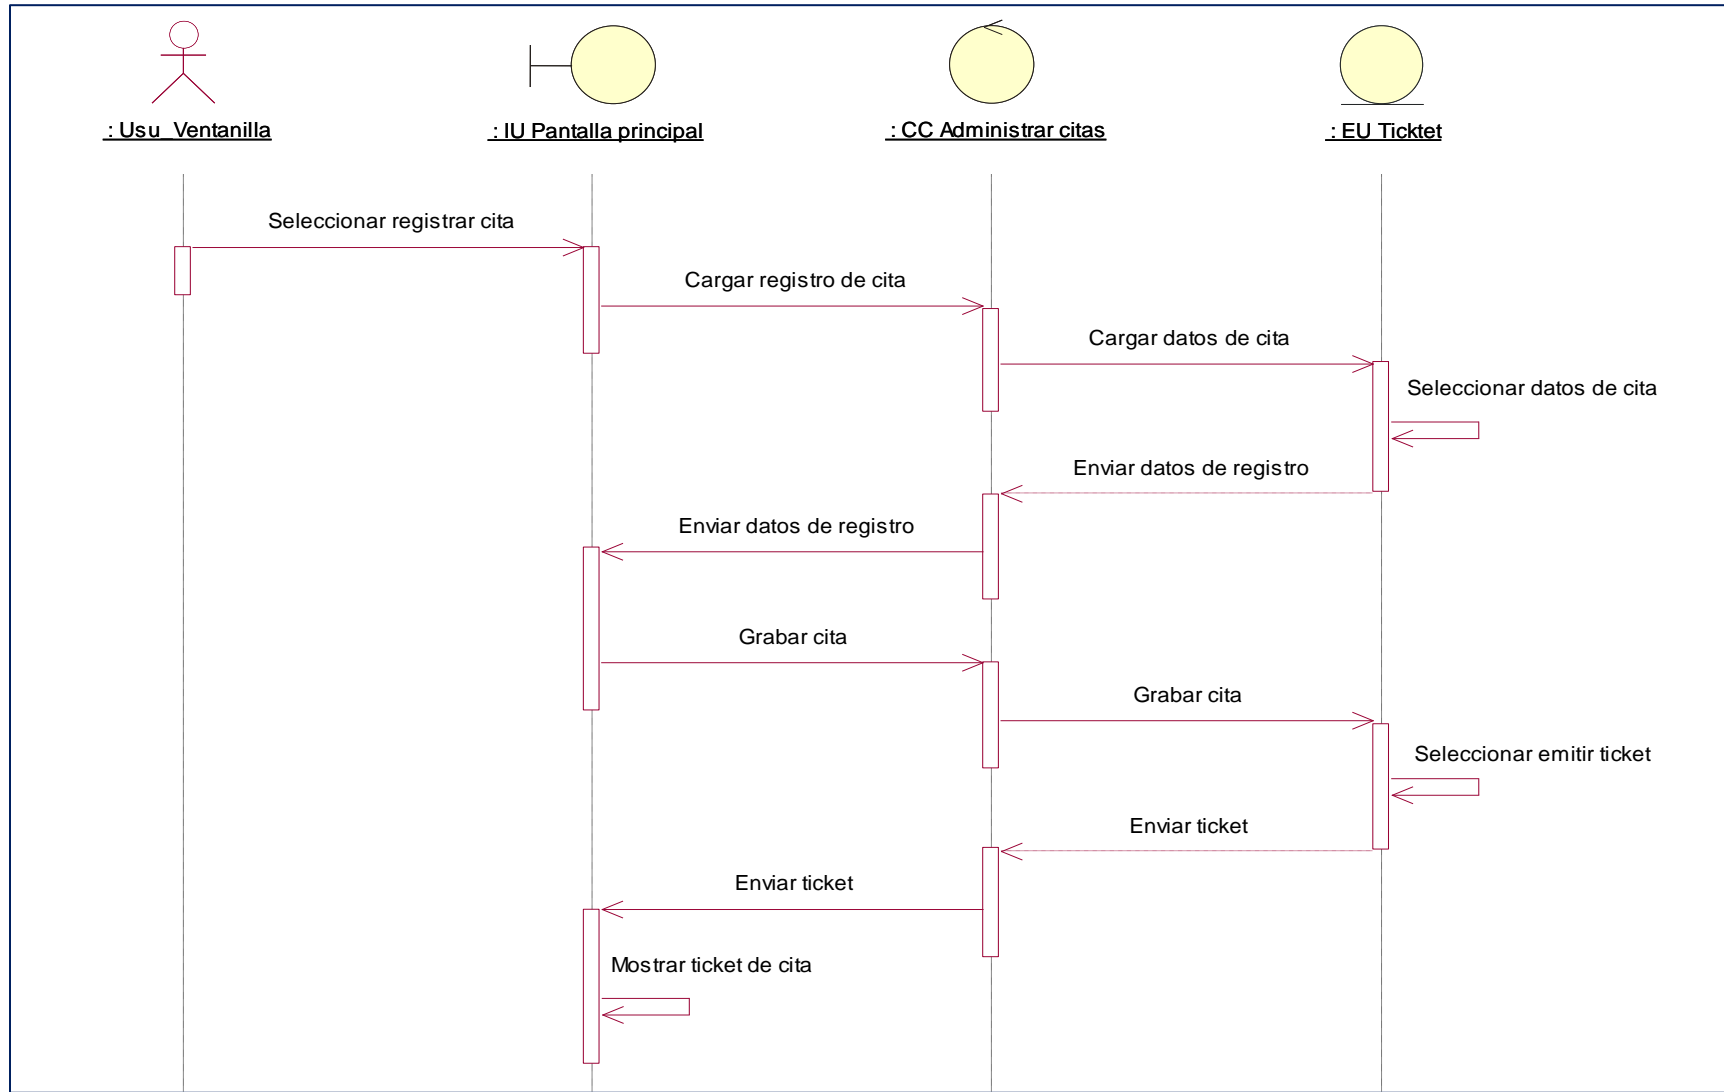 : Usu_Ventanilla
: IU Pantalla principal
: CC Administrar citas
: EU Ticktet
Seleccionar registrar cita
Cargar registro de cita
Cargar datos de cita
Seleccionar datos de cita
Enviar datos de registro
Enviar datos de registro
Grabar cita
Grabar cita
Seleccionar emitir ticket
Enviar ticket
Enviar ticket
Mostrar ticket de cita